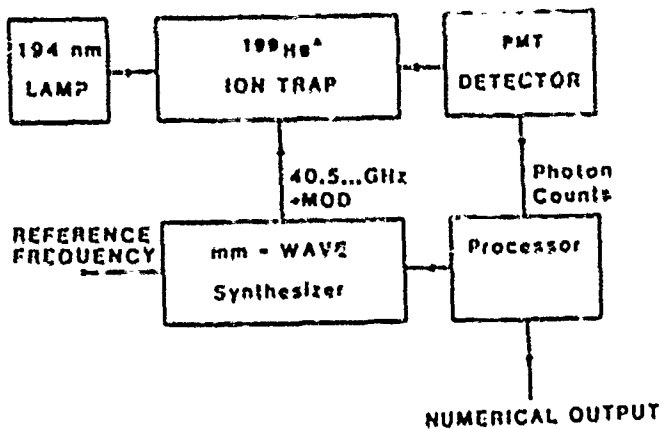 194 nm
LAMP
199Hg+
ION TRAP
PMT
DETECTOR
40.5...GHz
+MOD
Photon
Counts
REFERENCE
FREQUENCY
mm - WAVE
Synthesizer
Processor
NUMERICAL OUTPUT